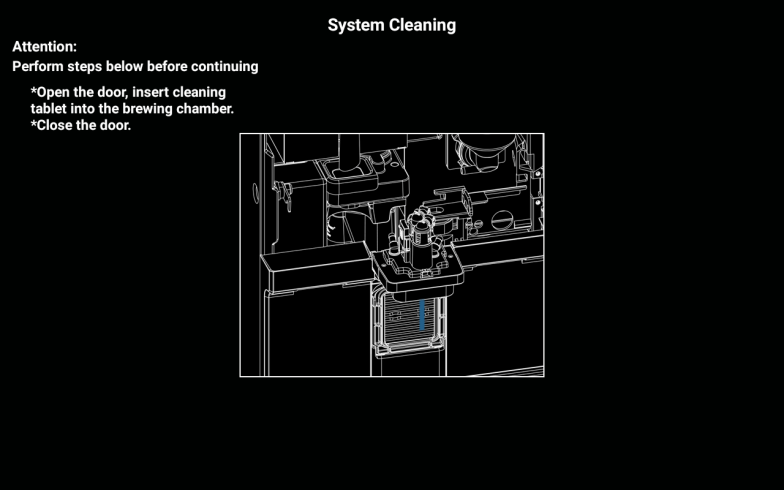 System Cleaning
Attention:
Perform steps below before continuing
*Open the door, insert cleaning
tablet into the brewing chamber.
*Close the door.